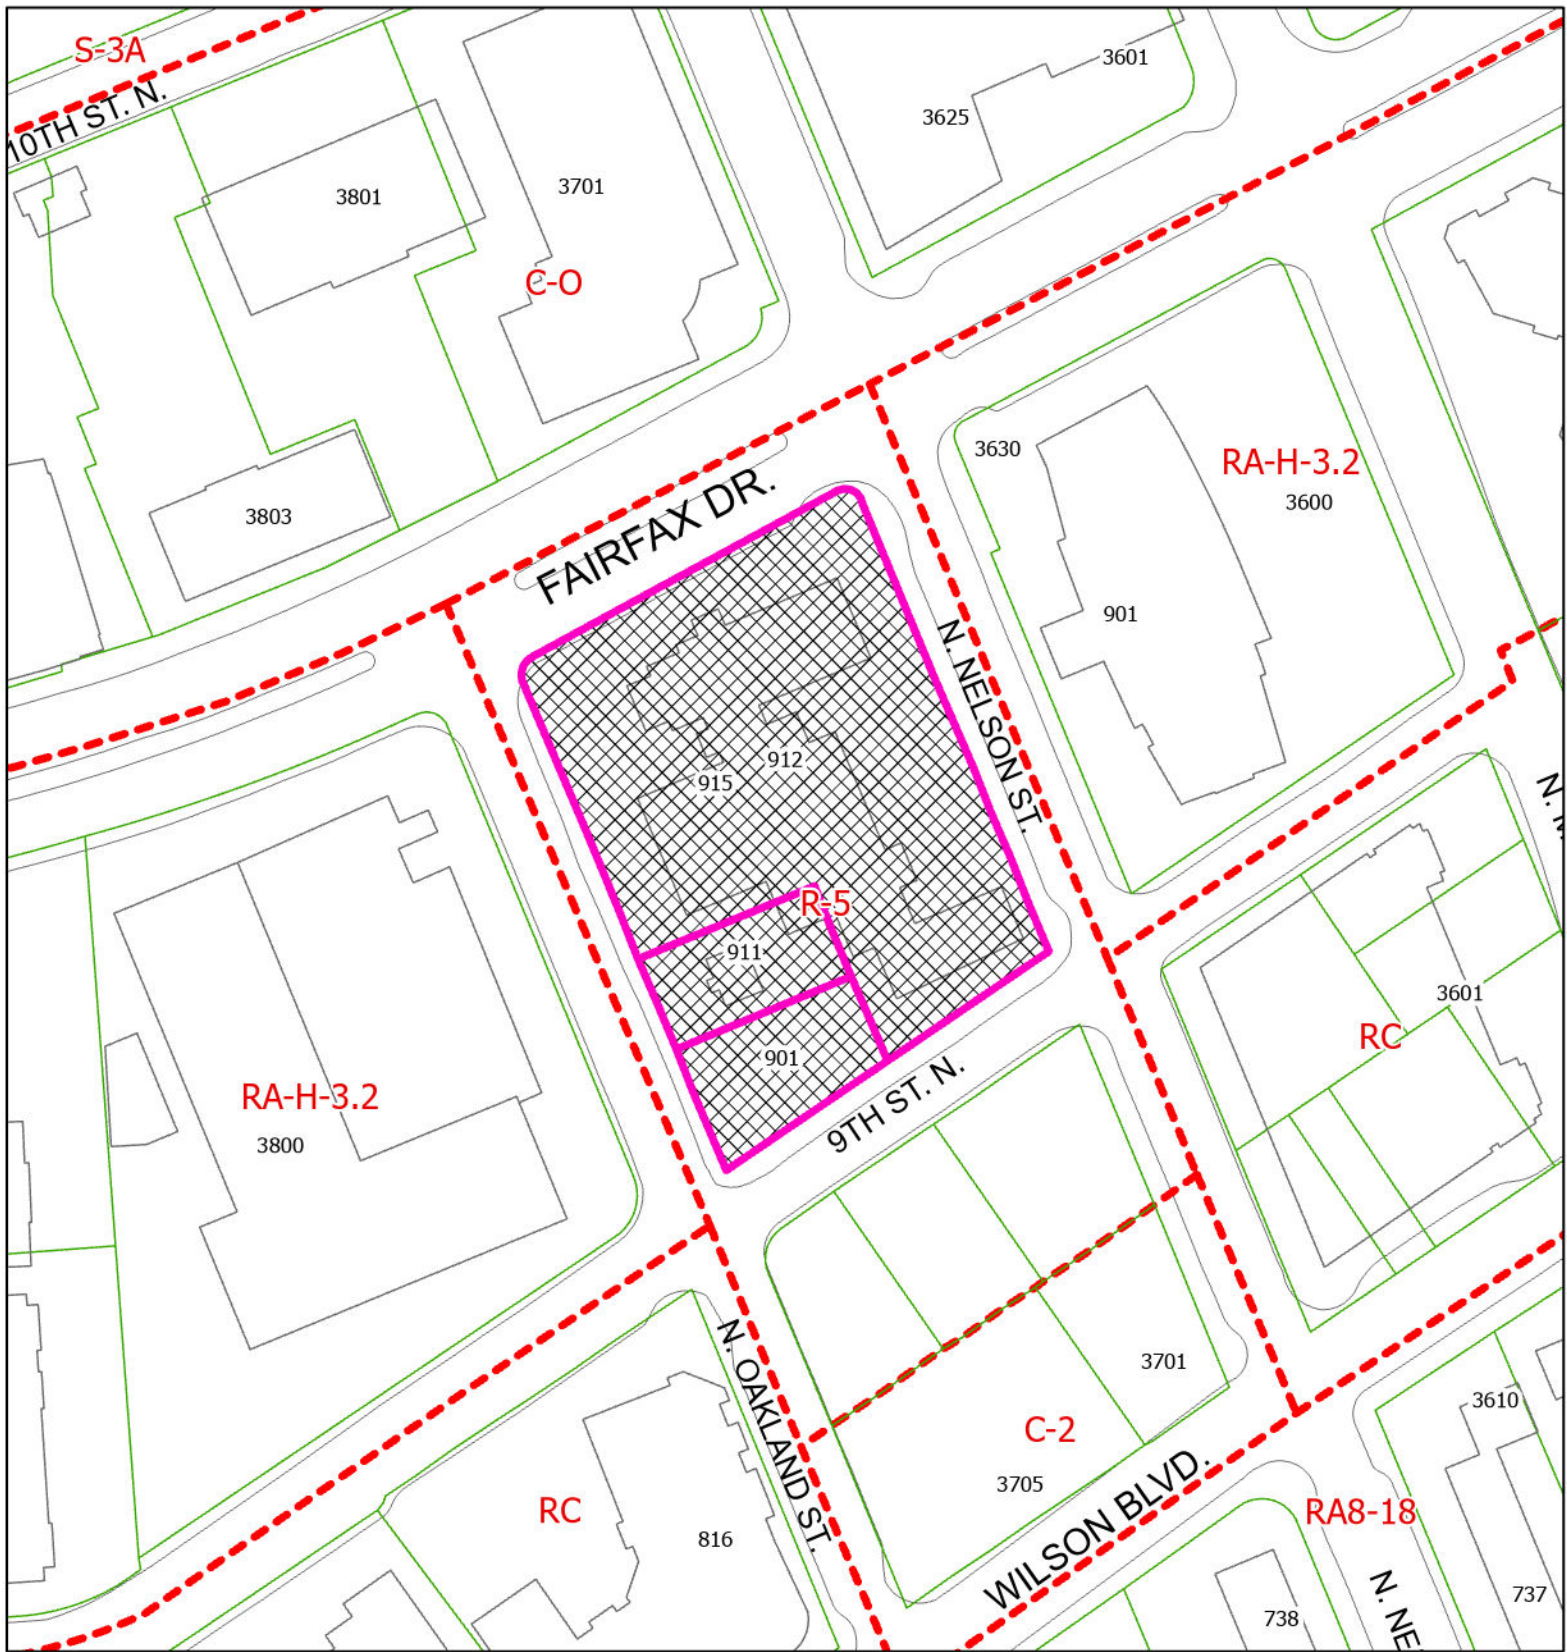 S-3A
10TH ST. N.
3601
3625
3701
3801
C-O
3630
RA-H-3.2
3600
3803
FAIRFAX DR.
901
N. NELSON ST.
912
915
R-5
911
3601
RC
901
9TH ST. N.
RA-H-3.2
3800
3701
N. OAKLAND ST.
3610
C-2
3705
WILSON BLVD.
RC
816
RA8-18
N. NE
737
738